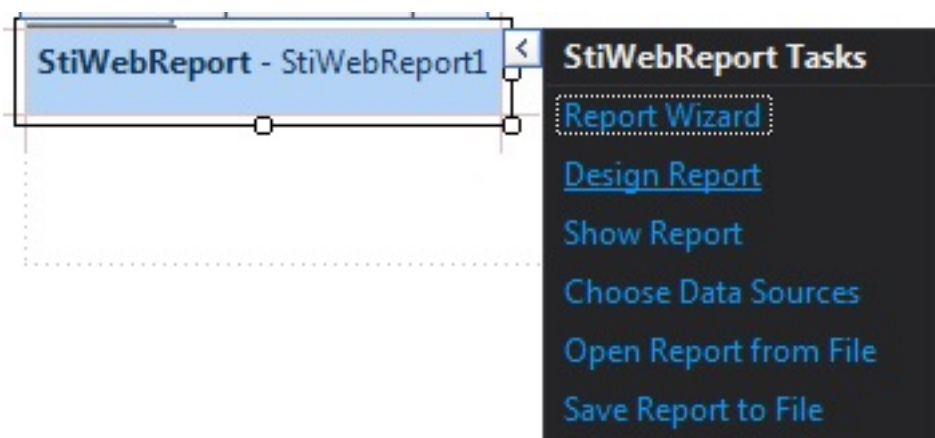 StiWebReport - StiWebReport1
StiWebReport Tasks
Report Wizard
Design Report
Show Report
Choose Data Sources
Open Report from File
Save Report to File